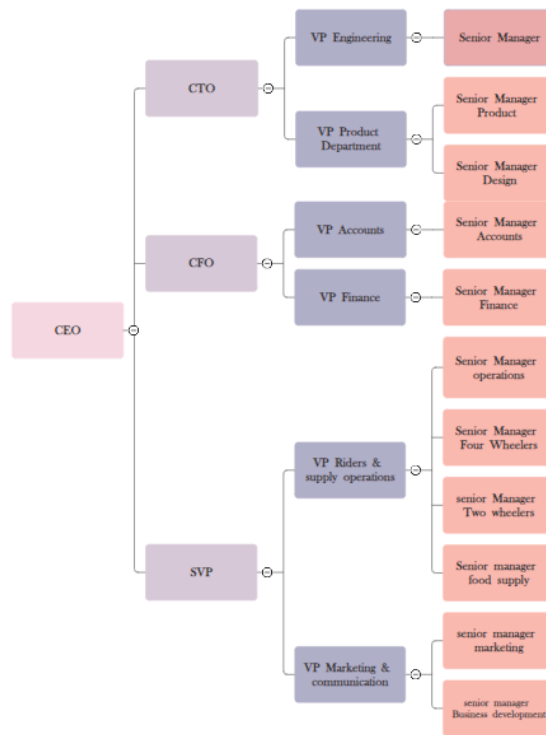 CEO
CTO
VP Engineering
Senior Manager
VP Product
Department
Senior Manager
Product
Senior Manager
Design
CFO
VP Accounts
Senior Manager
Accounts
VP Finance
Senior Manager
Finance
SVP
VP Riders &
supply operations
Senior Manager
operations
Senior Manager
Four Wheelers
senior Manager
Two wheelers
Senior manager
food supply
VP Marketing &
communication
senior manager
marketing
senior manager
Business development